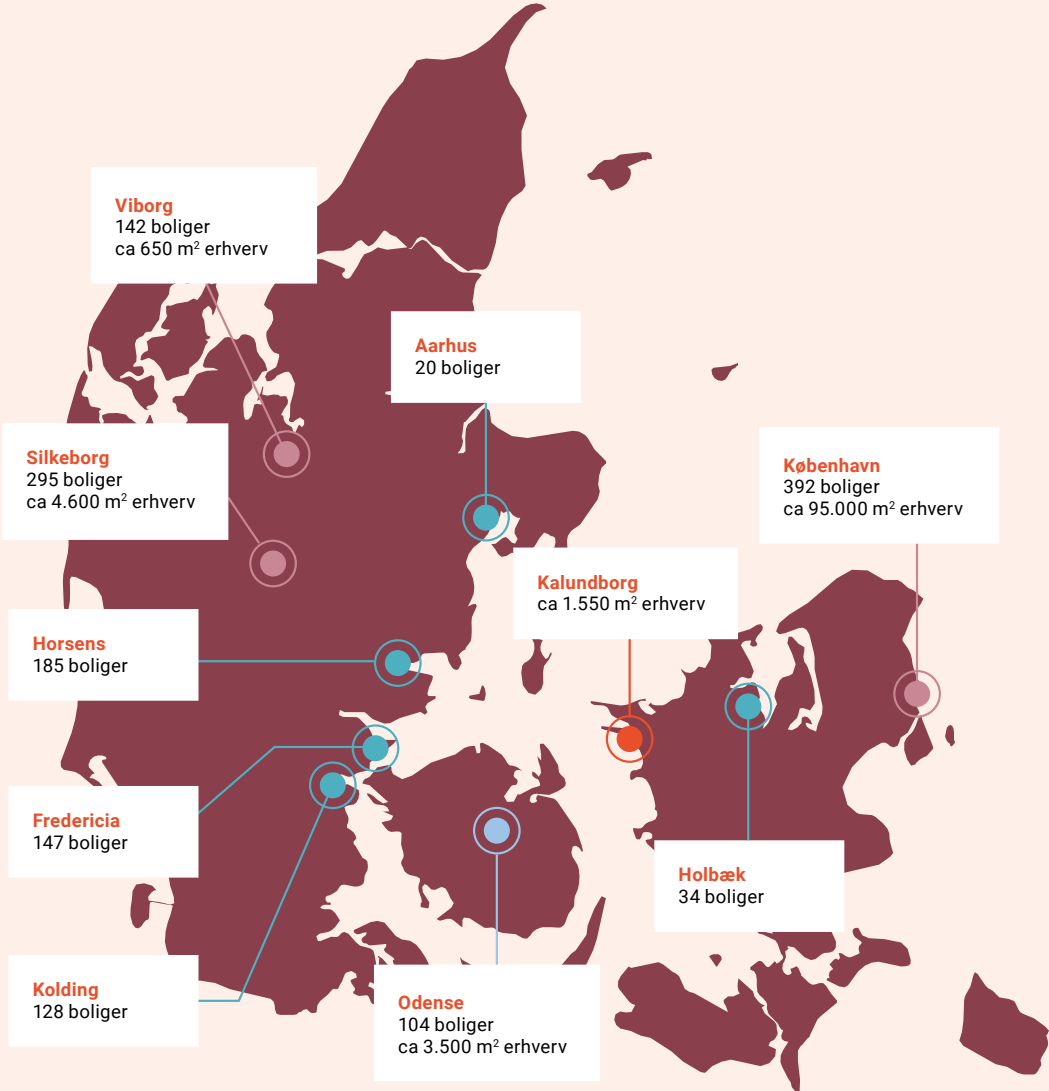 Viborg
142 boliger
ca 650 m² erhverv
Aarhus
20 boliger
Silkeborg
295 boliger
ca 4.600 m² erhverv
København
392 boliger
ca 95.000 m² erhverv
Kalundborg
ca 1.550 m² erhverv
Horsens
185 boliger
Fredericia
147 boliger
Holbæk
34 boliger
Kolding
128 boliger
Odense
104 boliger
ca 3.500 m² erhverv